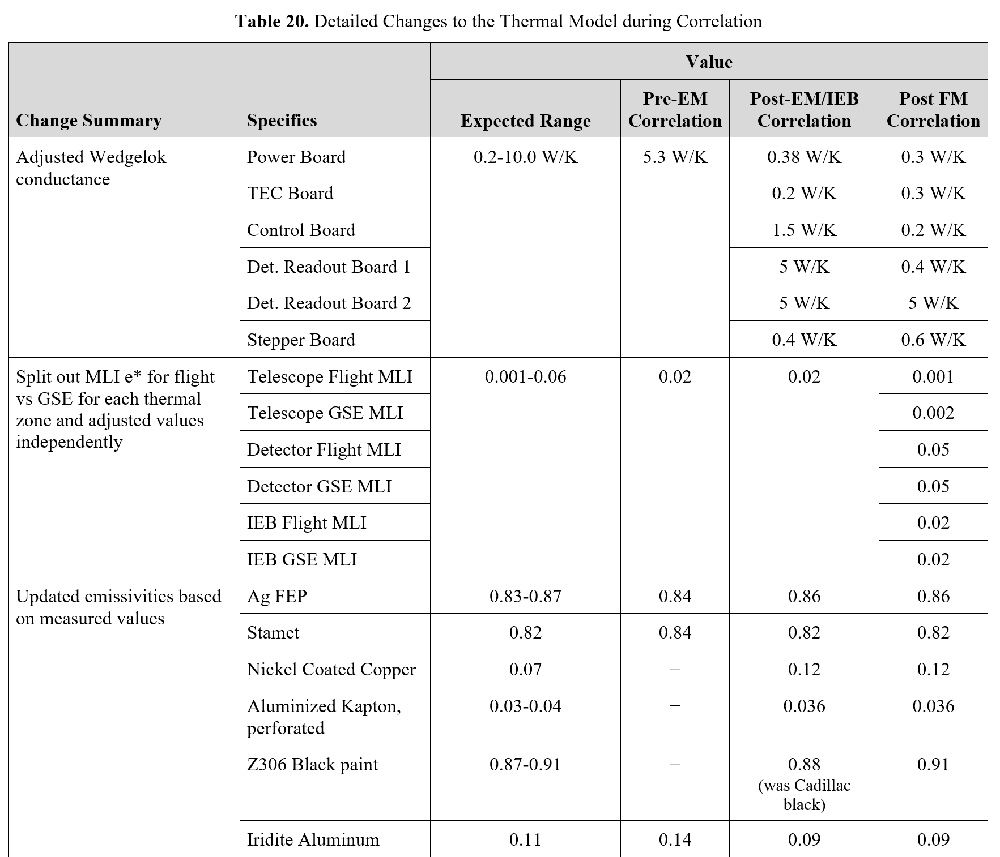 Table 20. Detailed Changes to the Thermal Model during Correlation
Value
Change Summary Specifics Expected Range Pre-EM Correlation Post-EM/IEB Correlation Post FM Correlation
Adjusted Wedgelok conductance Power Board 0.2-10.0 W/K 5.3 W/K 0.38 W/K 0.3 W/K
TEC Board 0.2 W/K 0.3 W/K
Control Board 1.5 W/K 0.2 W/K
Det. Readout Board 1 5 W/K 0.4 W/K
Det. Readout Board 2 5 W/K 5 W/K
Stepper Board 0.4 W/K 0.6 W/K
Split out MLI e* for flight vs GSE for each thermal zone and adjusted values independently Telescope Flight MLI 0.001-0.06 0.02 0.02 0.001
Telescope GSE MLI 0.002
Detector Flight MLI 0.05
Detector GSE MLI 0.05
IEB Flight MLI 0.02
IEB GSE MLI 0.02
Updated emissivities based on measured values Ag FEP 0.83-0.87 0.84 0.86 0.86
Stamet 0.82 0.84 0.82 0.82
Nickel Coated Copper 0.07 – 0.12 0.12
Aluminized Kapton, perforated 0.03-0.04 – 0.036 0.036
Z306 Black paint 0.87-0.91 – 0.88 (was Cadillac black) 0.91
Iridite Aluminum 0.11 0.14 0.09 0.09